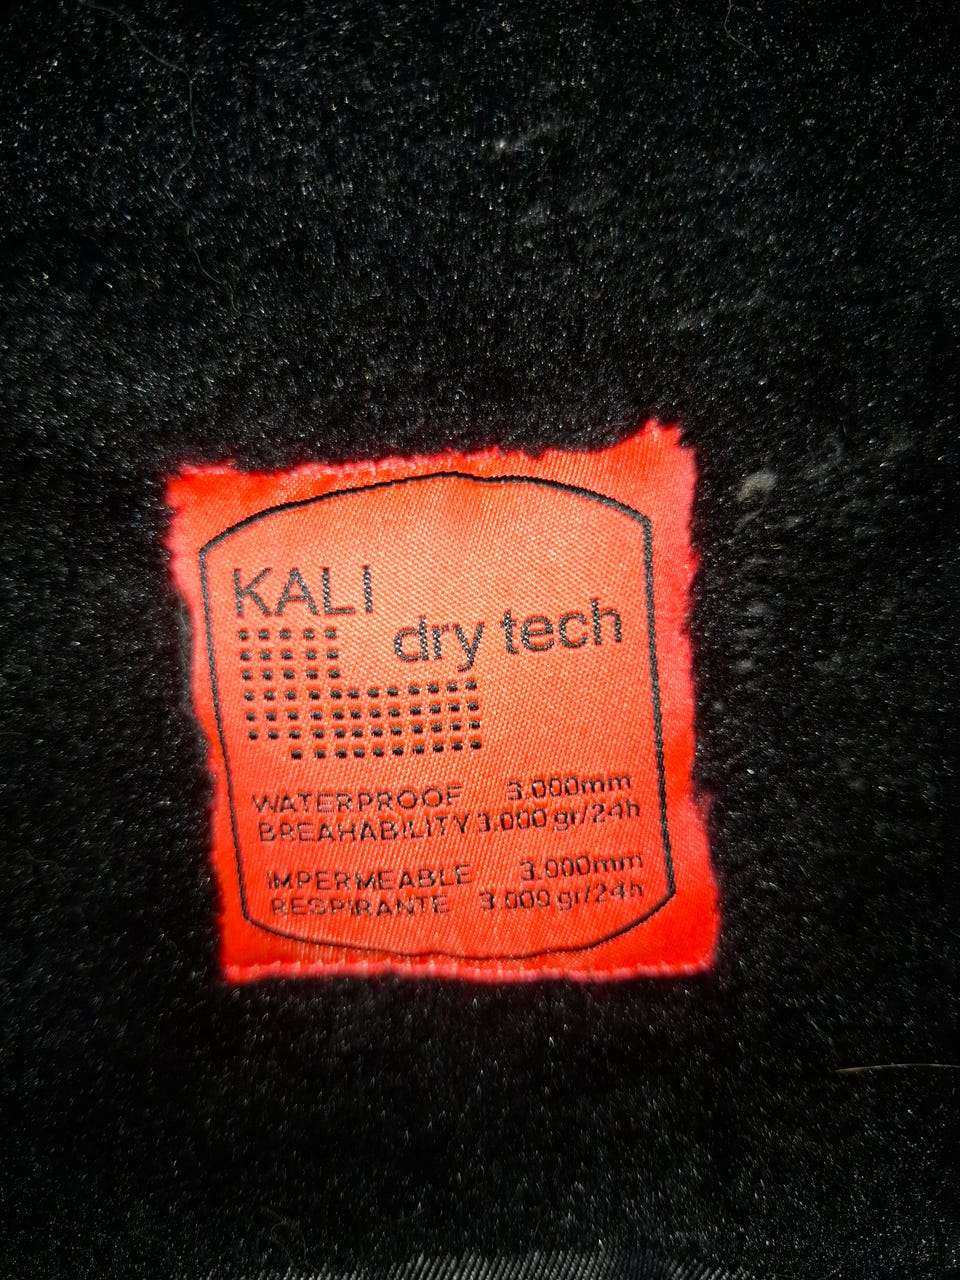 KALI
dry tech
WATERPROOF 3.000mm
BREAHABILITY 3.000 gr/24h
IMPERMEABLE 3.000mm
RESPIRANTE 3.000 gr/24h